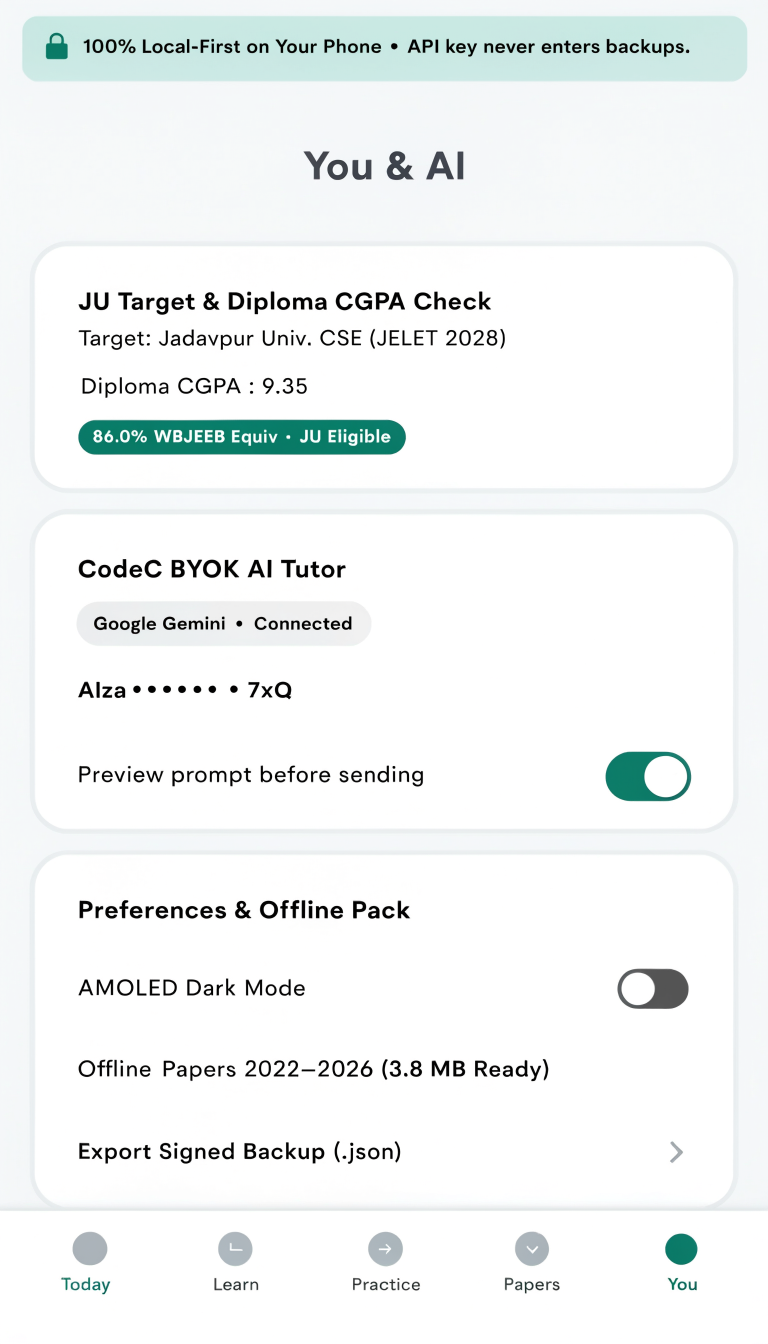 100% Local-First on Your Phone • API key never enters backups.
You & AI
JU Target & Diploma CGPA Check
Target: Jadavpur Univ. CSE (JELET 2028)
Diploma CGPA : 9.35
86.0% WBJEEB Equiv · JU Eligible
CodeC BYOK AI Tutor
Google Gemini • Connected
AIza • • • • • • • 7xQ
Preview prompt before sending
Preferences & Offline Pack
AMOLED Dark Mode
Offline Papers 2022–2026 (3.8 MB Ready)
Export Signed Backup (.json)
Today Learn Practice Papers You